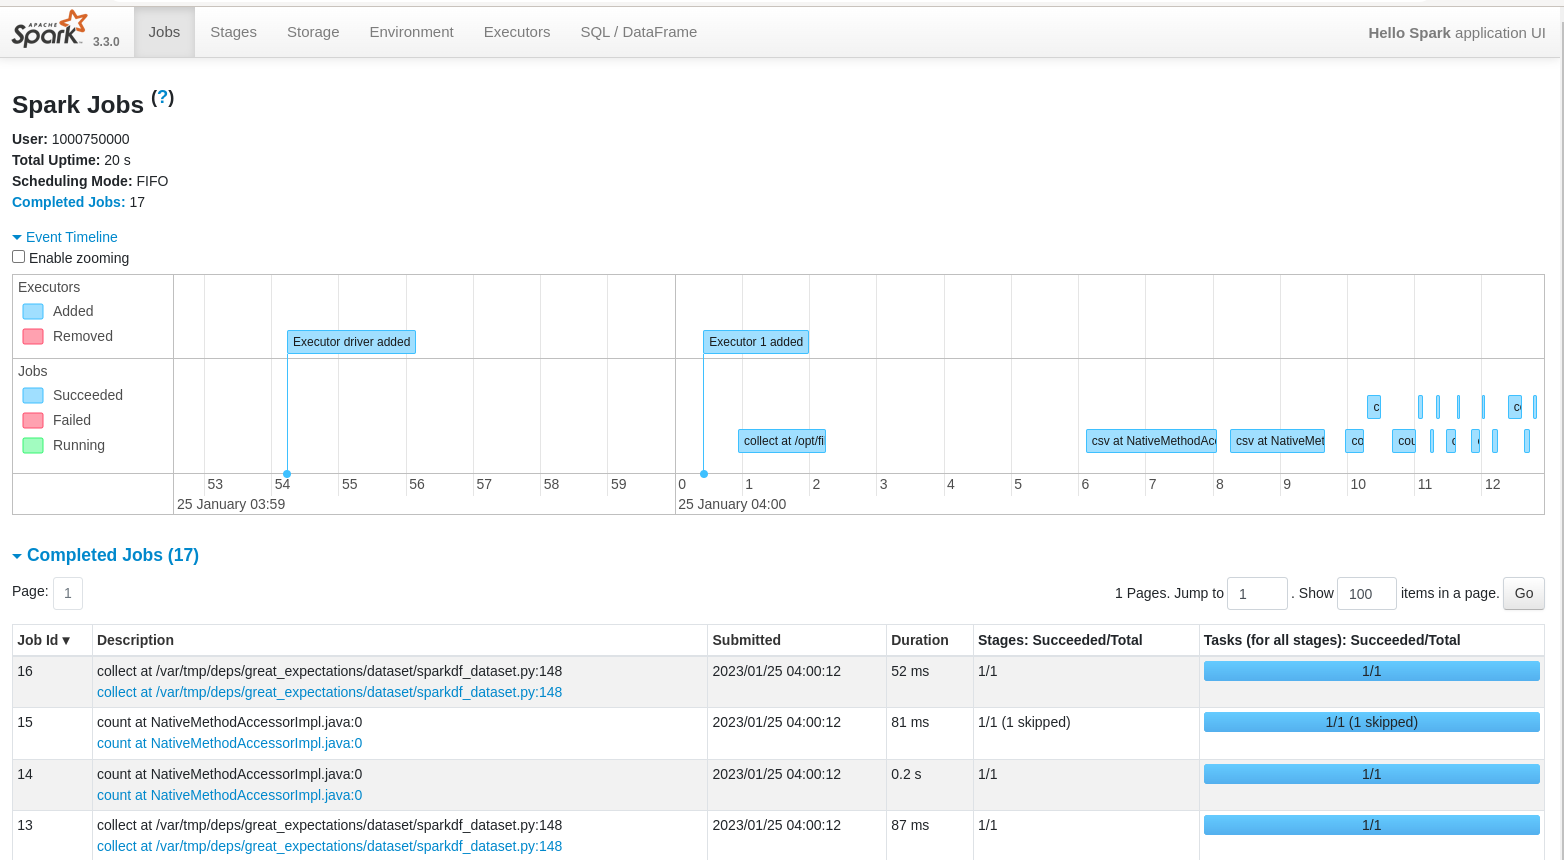 APACHE
Spark 3.3.0 Jobs Stages Storage Environment Executors SQL / DataFrame Hello Spark application UI
Spark Jobs (?)
User: 1000750000
Total Uptime: 20 s
Scheduling Mode: FIFO
Completed Jobs: 17
Event Timeline
Enable zooming
Executors
Added
Removed
Executor driver added Executor 1 added
Jobs
Succeeded
Failed
Running
c co
collect at /opt/fi csv at NativeMethodAcc csv at NativeMet co cou c
53 54 55 56 57 58 59 0 1 2 3 4 5 6 7 8 9 10 11 12
25 January 03:59 25 January 04:00
Completed Jobs (17)
Page: 1 1 Pages. Jump to 1 . Show 100 items in a page. Go
Job Id ▾ Description Submitted Duration Stages: Succeeded/Total Tasks (for all stages): Succeeded/Total
16 collect at /var/tmp/deps/great_expectations/dataset/sparkdf_dataset.py:148 2023/01/25 04:00:12 52 ms 1/1 1/1
collect at /var/tmp/deps/great_expectations/dataset/sparkdf_dataset.py:148
15 count at NativeMethodAccessorImpl.java:0 2023/01/25 04:00:12 81 ms 1/1 (1 skipped) 1/1 (1 skipped)
count at NativeMethodAccessorImpl.java:0
14 count at NativeMethodAccessorImpl.java:0 2023/01/25 04:00:12 0.2 s 1/1 1/1
count at NativeMethodAccessorImpl.java:0
13 collect at /var/tmp/deps/great_expectations/dataset/sparkdf_dataset.py:148 2023/01/25 04:00:12 87 ms 1/1 1/1
collect at /var/tmp/deps/great_expectations/dataset/sparkdf_dataset.py:148